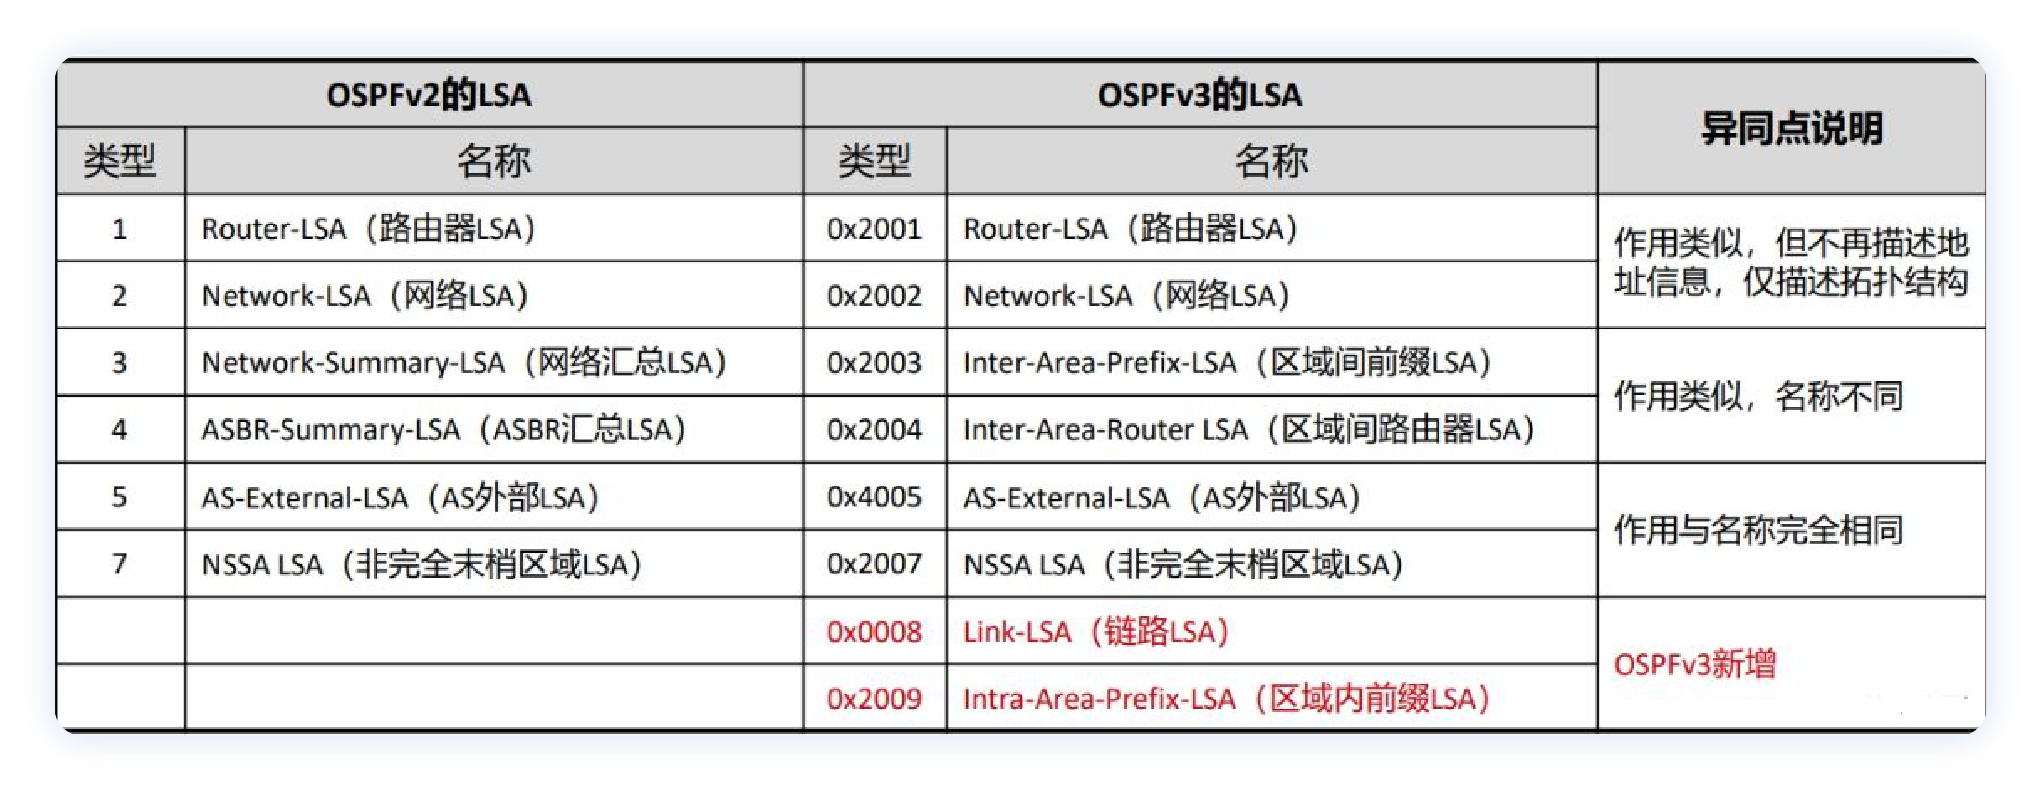 OSPFv2的LSA OSPFv3的LSA 异同点说明
类型 名称 类型 名称
1 Router-LSA（路由器LSA） 0x2001 Router-LSA（路由器LSA） 作用类似，但不再描述地
址信息，仅描述拓扑结构
2 Network-LSA（网络LSA） 0x2002 Network-LSA（网络LSA）
3 Network-Summary-LSA（网络汇总LSA） 0x2003 Inter-Area-Prefix-LSA（区域间前缀LSA） 作用类似，名称不同
4 ASBR-Summary-LSA（ASBR汇总LSA） 0x2004 Inter-Area-Router LSA（区域间路由器LSA）
5 AS-External-LSA（AS外部LSA） 0x4005 AS-External-LSA（AS外部LSA） 作用与名称完全相同
7 NSSA LSA（非完全末梢区域LSA） 0x2007 NSSA LSA（非完全末梢区域LSA）
0x0008 Link-LSA（链路LSA） OSPFv3新增
0x2009 Intra-Area-Prefix-LSA（区域内前缀LSA）